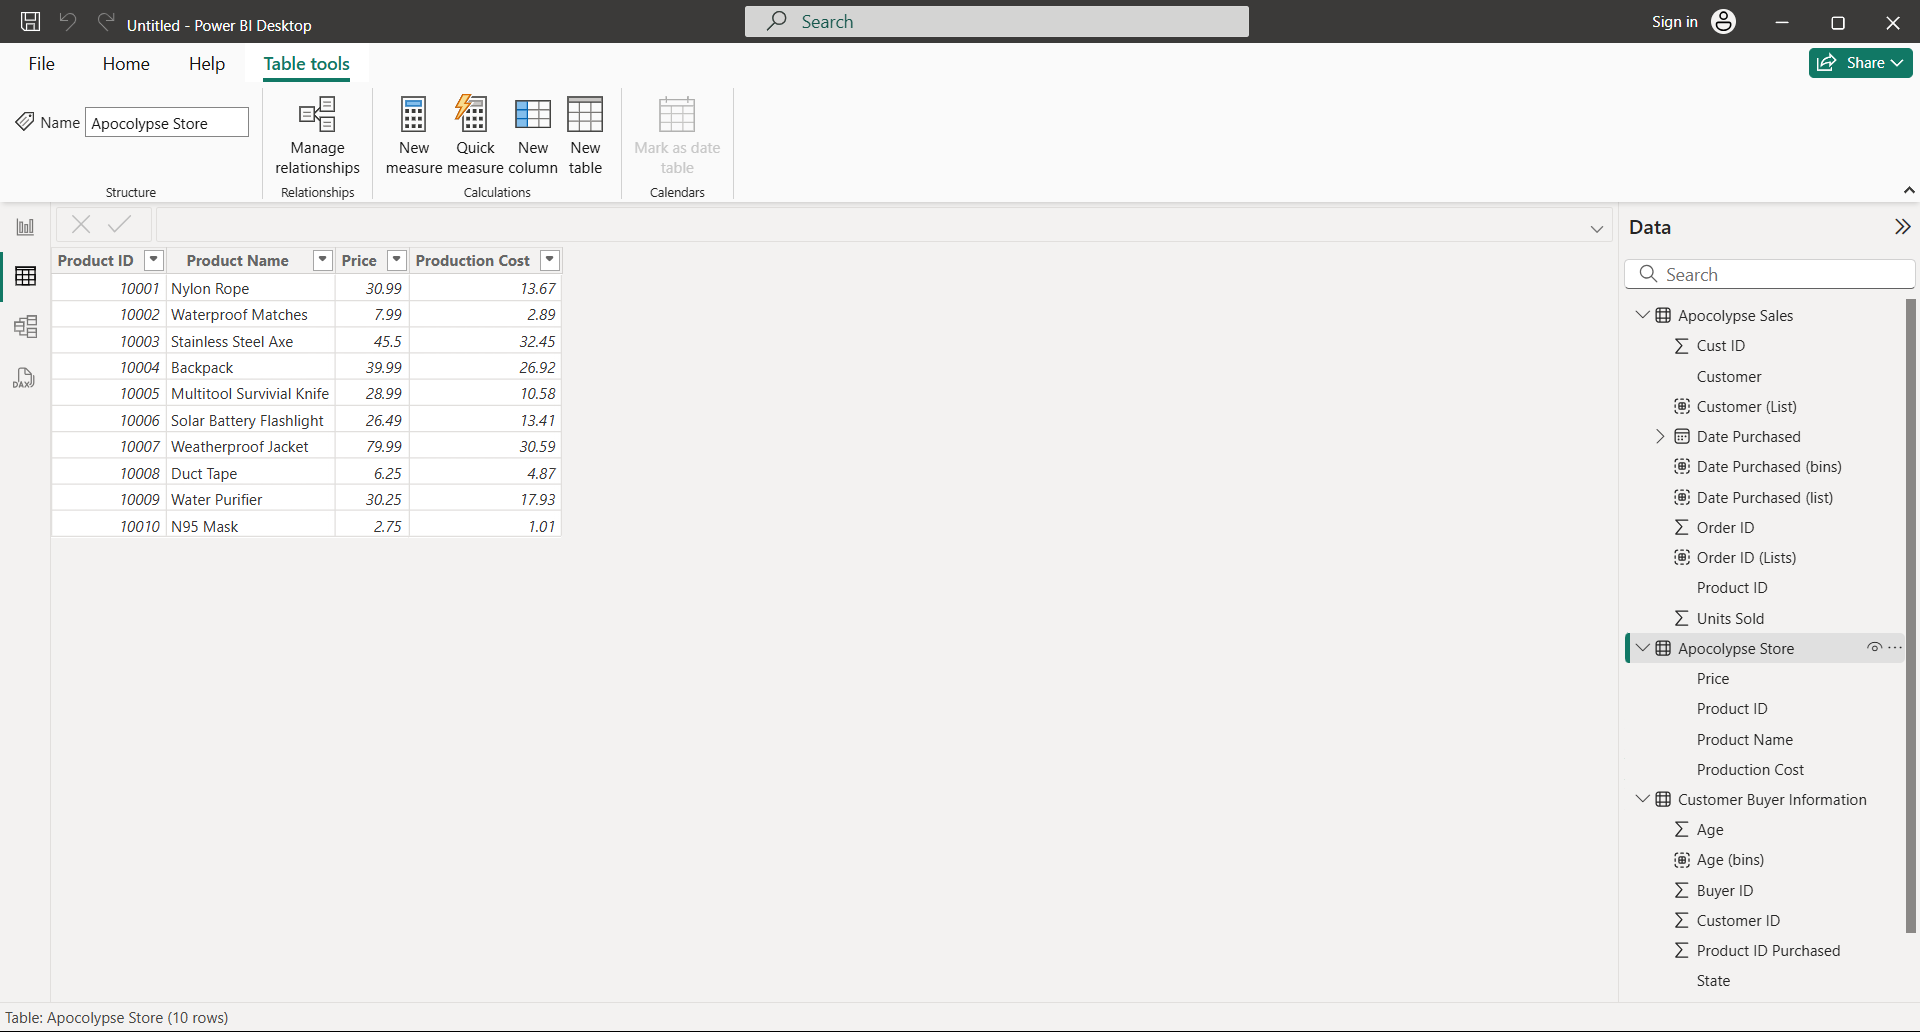 Untitled - Power BI Desktop
Search
Sign in
File
Home
Help
Table tools
Share
Name
Apocolypse Store
Structure
Manage
relationships
Relationships
New
measure
Quick
measure
New
column
New
table
Calculations
Mark as date
table
Calendars
Product ID Product Name Price Production Cost
10001 Nylon Rope 30.99 13.67
10002 Waterproof Matches 7.99 2.89
10003 Stainless Steel Axe 45.5 32.45
10004 Backpack 39.99 26.92
10005 Multitool Survivial Knife 28.99 10.58
10006 Solar Battery Flashlight 26.49 13.41
10007 Weatherproof Jacket 79.99 30.59
10008 Duct Tape 6.25 4.87
10009 Water Purifier 30.25 17.93
10010 N95 Mask 2.75 1.01
DAX
Data
Search
Apocolypse Sales
Cust ID
Customer
Customer (List)
Date Purchased
Date Purchased (bins)
Date Purchased (list)
Order ID
Order ID (Lists)
Product ID
Units Sold
Apocolypse Store
Price
Product ID
Product Name
Production Cost
Customer Buyer Information
Age
Age (bins)
Buyer ID
Customer ID
Product ID Purchased
State
Table: Apocolypse Store (10 rows)